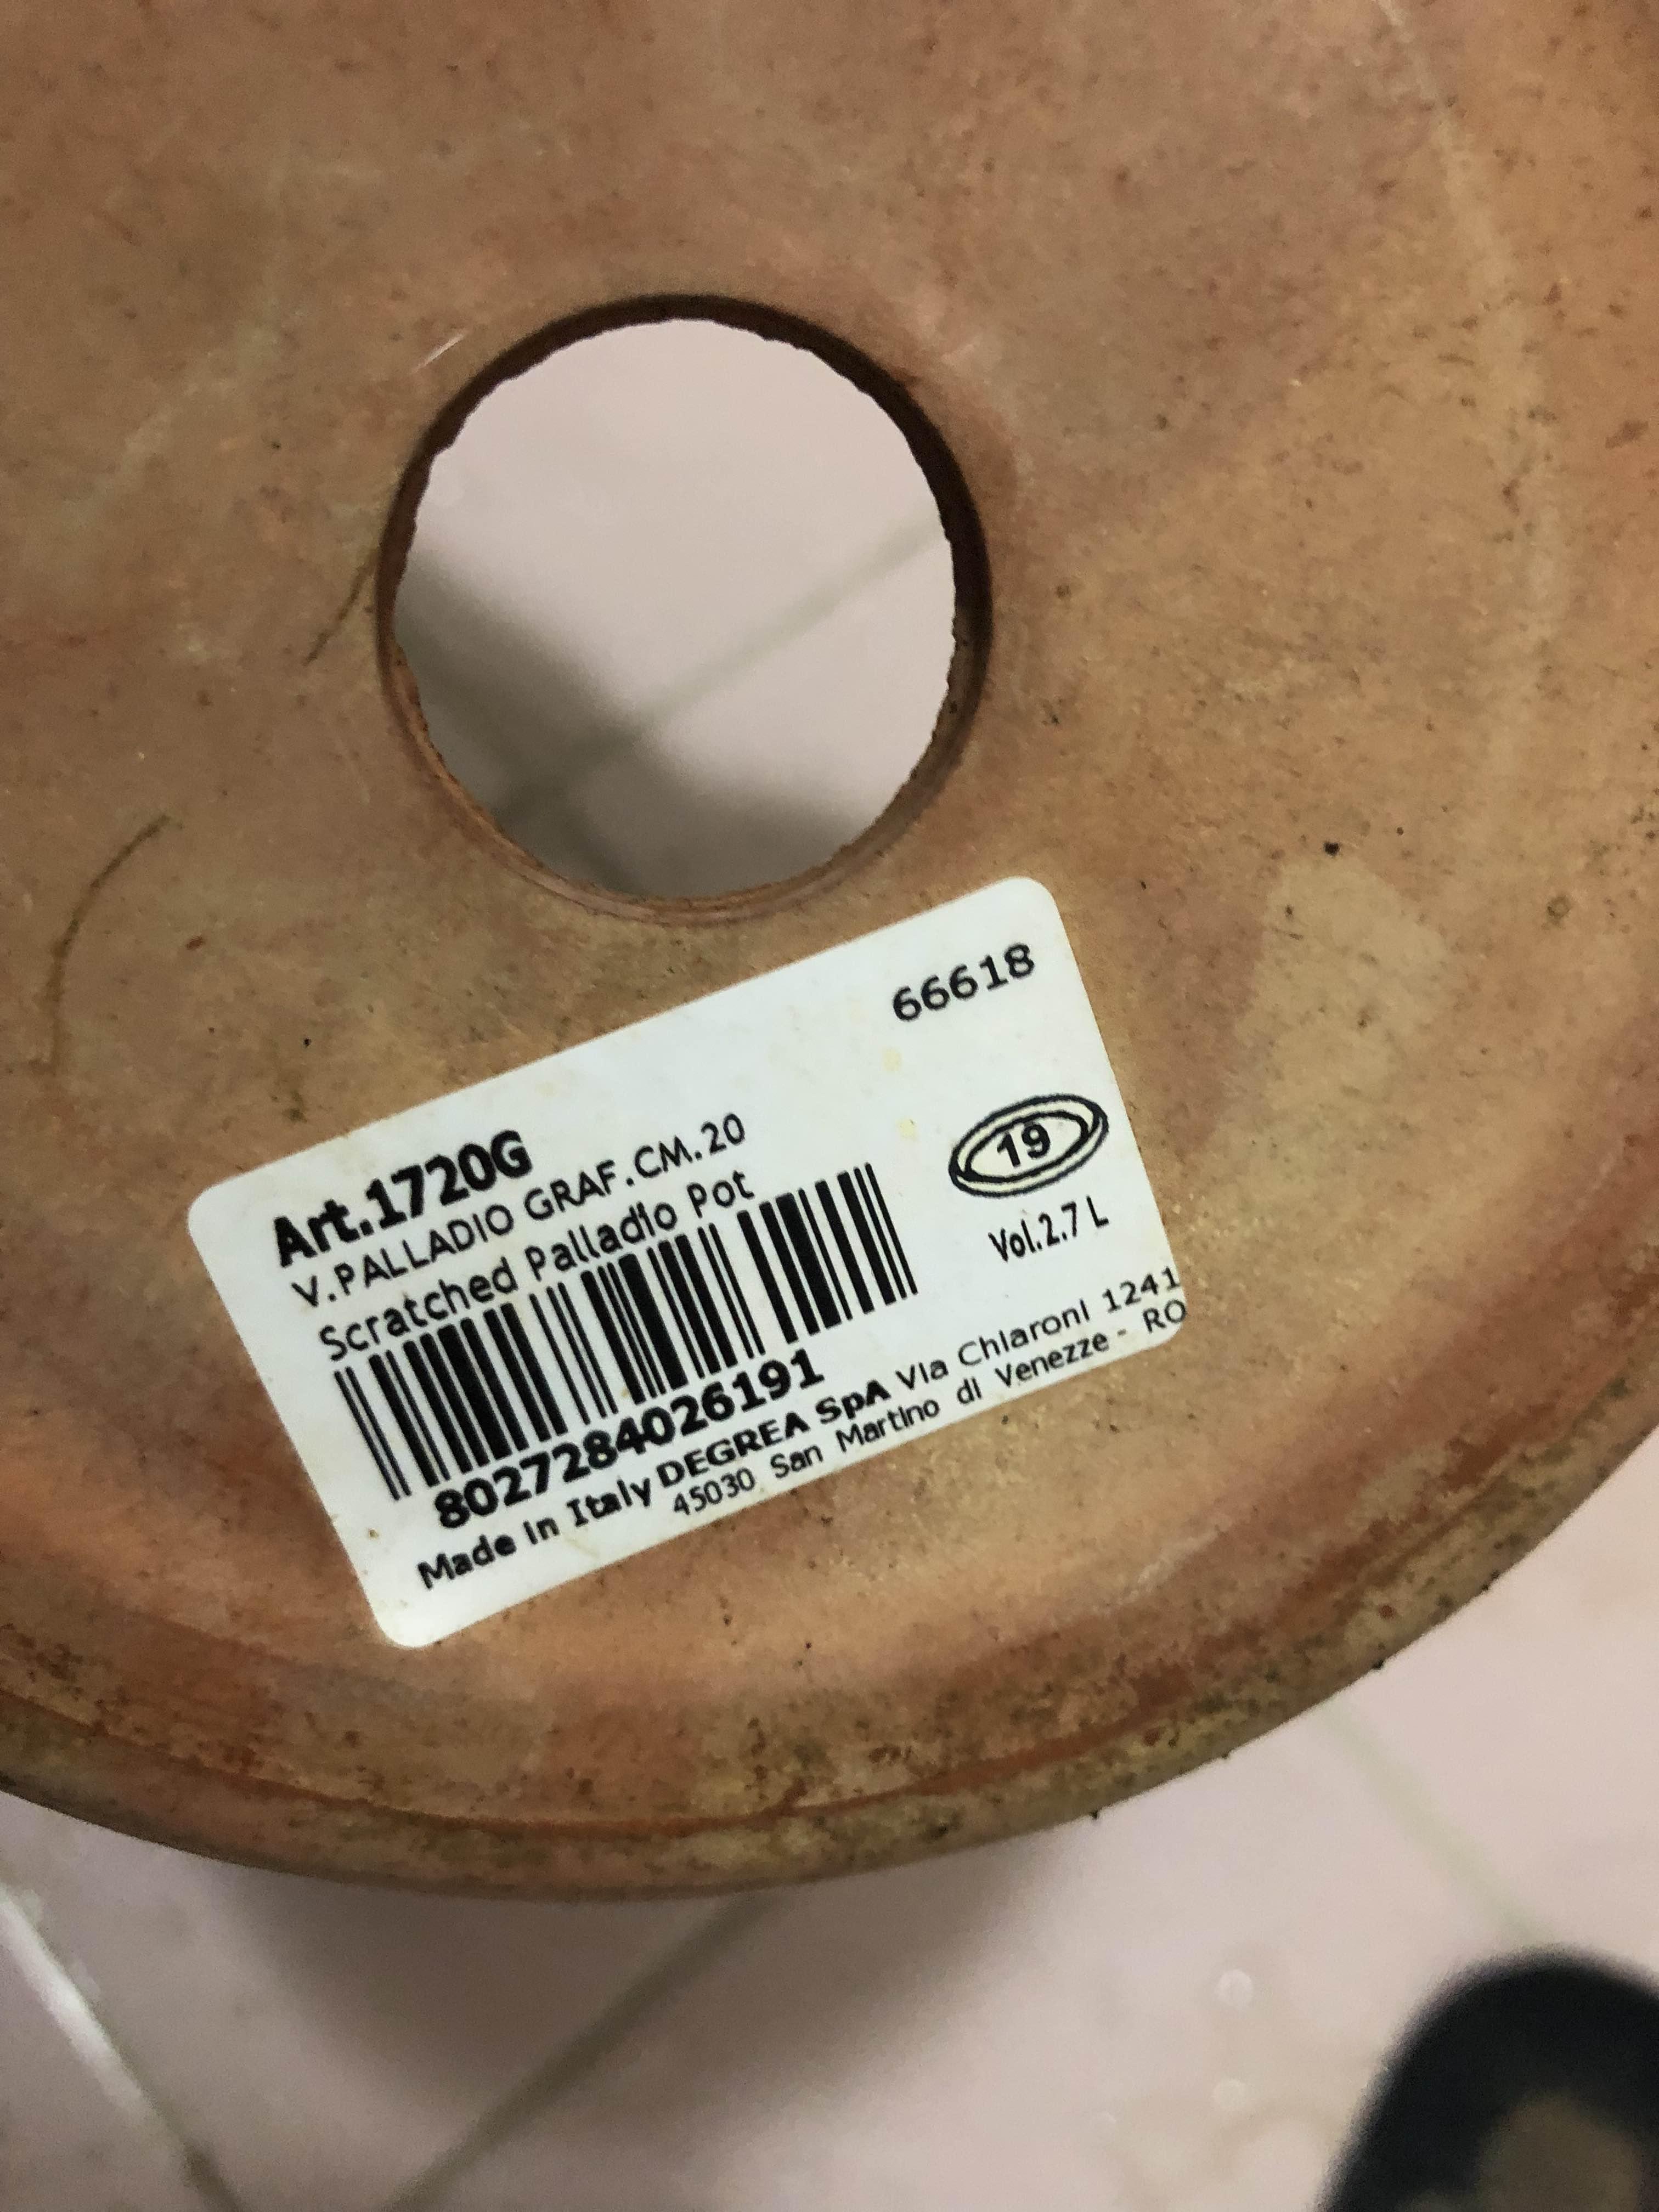 66618
Art.1720G
V.PALLADIO GRAF.CM.20
Scratched Palladio Pot
19
Vol.2.7 L
8027284026191
Made in Italy DEGREA SpA Via Chiaroni 1241
45030 San Martino di Venezze - RO